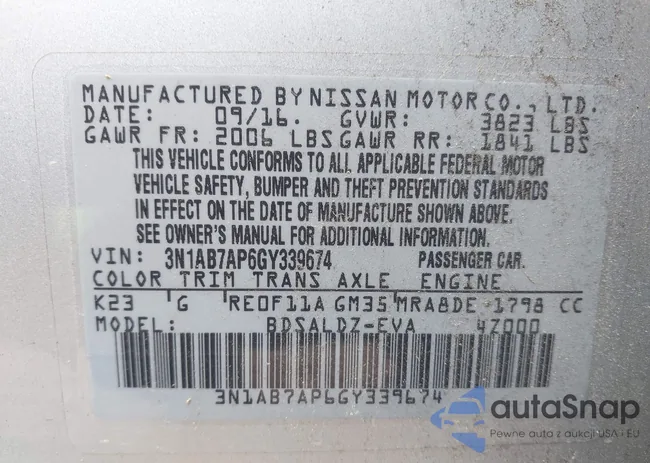 MANUFACTURED BY NISSAN MOTOR CO., LTD.
DATE: 09/16. GVWR: 3823 LBS
GAWR FR: 2006 LBS GAWR RR: 1841 LBS
THIS VEHICLE CONFORMS TO ALL APPLICABLE FEDERAL MOTOR
VEHICLE SAFETY, BUMPER AND THEFT PREVENTION STANDARDS
IN EFFECT ON THE DATE OF MANUFACTURE SHOWN ABOVE.
SEE OWNER'S MANUAL FOR ADDITIONAL INFORMATION.
VIN: 3N1AB7AP6GY339674 PASSENGER CAR.
COLOR TRIM TRANS AXLE ENGINE
K23 G RE0F11A GM35 MRA8DE 1798 CC
MODEL: BDSALDZ-EVA 4Z000
3N1AB7AP6GY339674
autoSnap
Pewne auto z aukcji USA i EU